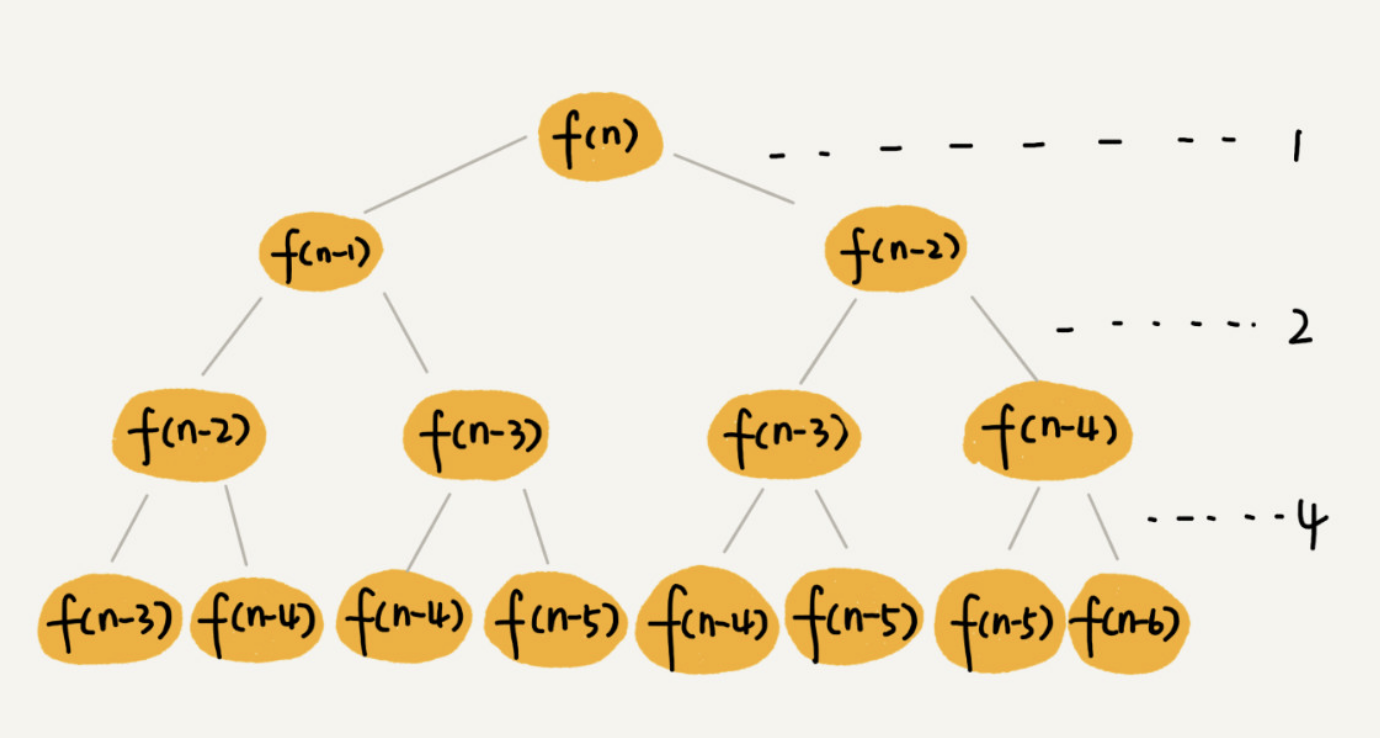 f(n) - - - - - - - - 1
f(n-1) f(n-2)
- - - - - - 2
f(n-2) f(n-3) f(n-3) f(n-4)
- - - - - - 4
f(n-3) f(n-4) f(n-4) f(n-5) f(n-4) f(n-5) f(n-5) f(n-6)